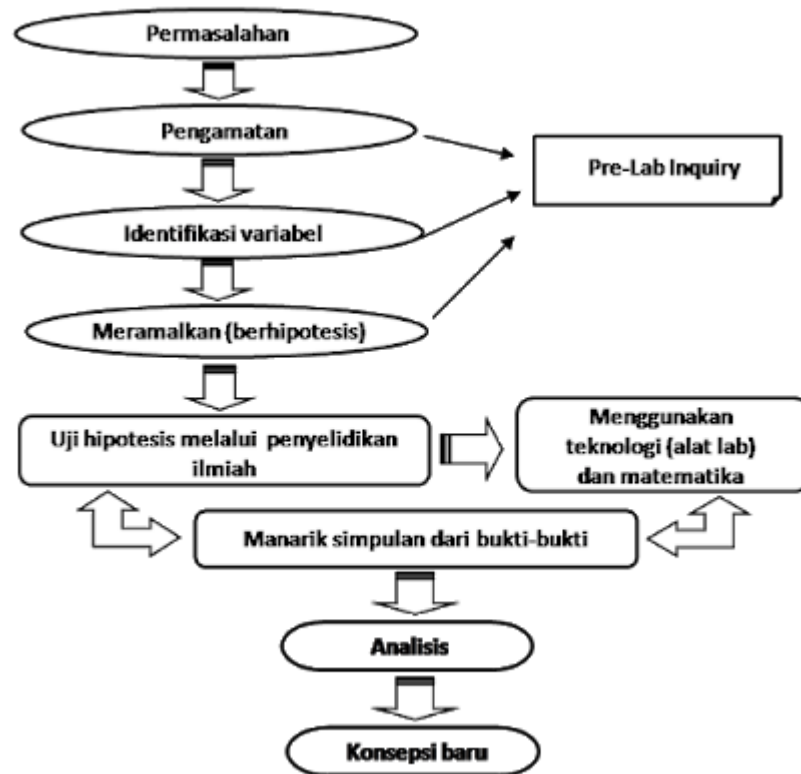 Permasalahan
Pengamatan
Pre-Lab Inquiry
Identifikasi variabel
Meramalkan (berhipotesis)
Uji hipotesis melalui penyelidikan
ilmiah
Menggunakan
teknologi (alat lab)
dan matematika
Manarik simpulan dari bukti-bukti
Analisis
Konsepsi baru